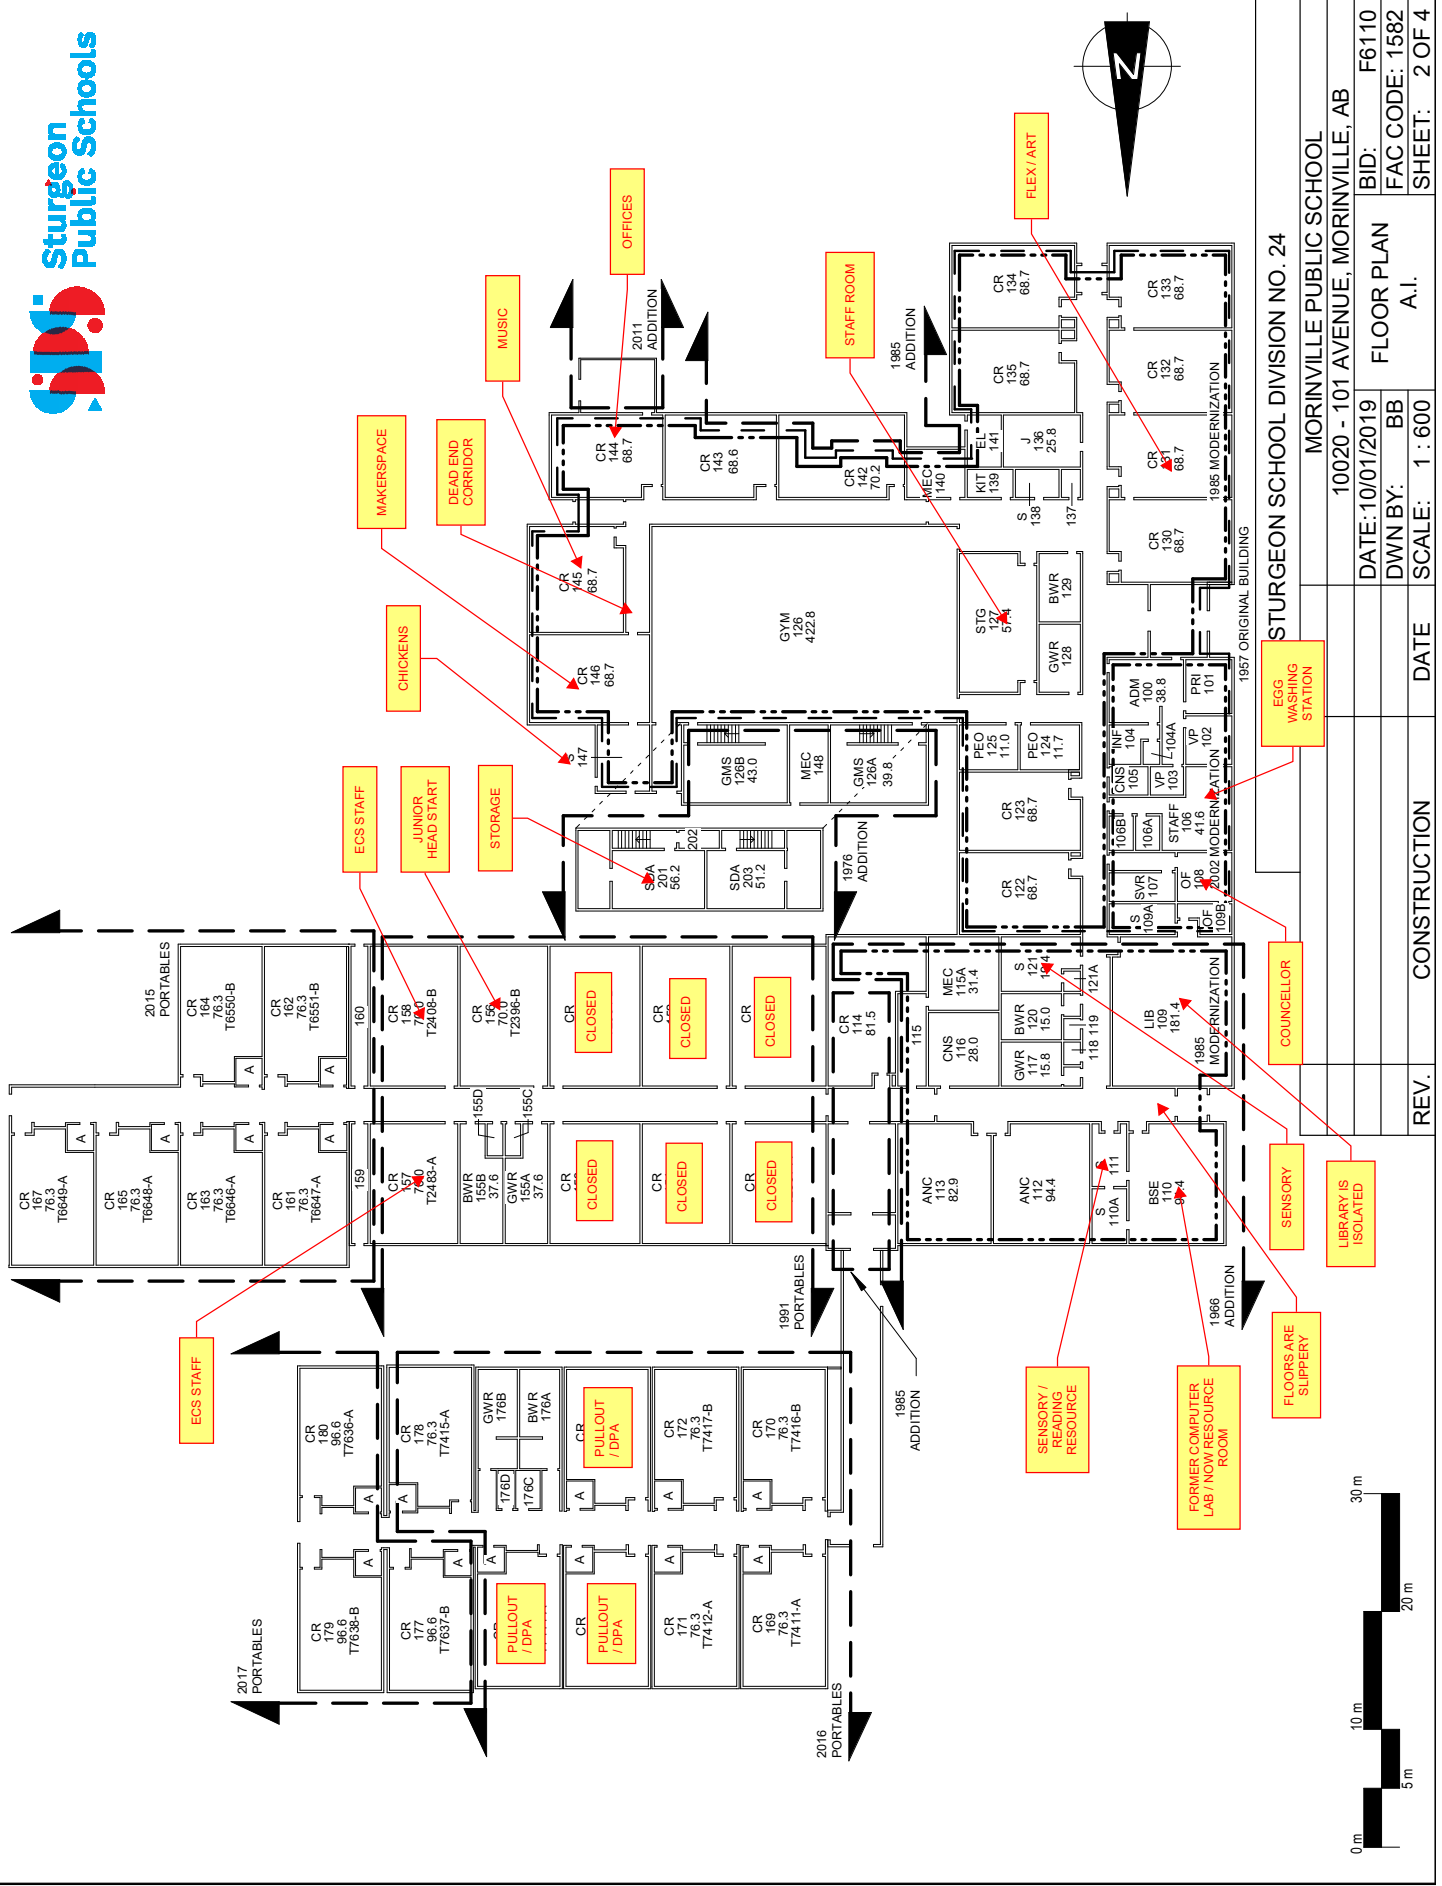 Sturgeon
Public Schools
2015
PORTABLES
CR
164
76.3
T6550-B
CR
162
76.3
T6551-B
A
A
160
CR
167
76.3
T6649-A
CR
165
76.3
T6648-A
CR
163
76.3
T6646-A
CR
161
76.3
T6647-A
A
A
A
A
159
ECS STAFF
CR
158
T2408-B
JUNIOR
HEAD START
CR
156
70.0
T2396-B
CR
CLOSED
CR
CLOSED
CR
CLOSED
ECS STAFF
CR
157
T2483-A
BWR
155B
37.6
GWR
155A
37.6
155D
155C
CR
CLOSED
CR
CLOSED
CR
CLOSED
1991
PORTABLES
2017
PORTABLES
CR
180
96.6
T7636-A
CR
178
76.3
T7415-A
GWR
176B
BWR
176A
176D
176C
CR
PULLOUT
/ DPA
CR
172
76.3
T7417-B
CR
170
76.3
T7416-B
A
A
A
A
A
CR
179
96.6
T7638-B
CR
177
96.6
T7637-B
PULLOUT
/ DPA
CR
PULLOUT
/ DPA
CR
171
76.3
T7412-A
CR
169
76.3
T7411-A
A
A
A
A
A
A
2016
PORTABLES
1985
ADDITION
CHICKENS
MAKERSPACE
DEAD END
CORRIDOR
MUSIC
OFFICES
STORAGE
2011
ADDITION
CR
144
68.7
CR
143
68.6
CR
142
70.2
MEC
140
EL
141
KIT
139
J
136
25.8
S
138
137
CR
145
68.7
CR
146
68.7
S
147
GYM
126
422.8
STAFF ROOM
STG
127
57.4
BWR
129
GWR
128
GMS
126B
43.0
MEC
148
GMS
126A
39.8
SDA
201
56.2
202
SDA
203
51.2
1976
ADDITION
PEO
125
11.0
PEO
124
11.7
CR
123
68.7
CR
122
68.7
1985
ADDITION
FLEX / ART
CR
134
68.7
CR
135
68.7
CR
133
68.7
CR
132
68.7
CR
68.7
CR
130
68.7
1985 MODERNIZATION
1957 ORIGINAL BUILDING
ADM
100
38.8
PRI
101
INF
104
104A
VP
102
CNS
105
VP
103
106B
106A
STAFF
106
41.6
SVR
107
OF
108
S
109A
OF
109B
2002 MODERNIZATION
EGG
WASHING
STATION
COUNCELLOR
CR
114
81.5
115
MEC
115A
31.4
CNS
116
28.0
S
121
121A
BWR
120
15.0
GWR
117
15.8
118
119
LIB
109
181.4
1985
MODERNIZATION
ANC
113
82.9
ANC
112
94.4
S
111
S
110A
BSE
110
1966
ADDITION
SENSORY
LIBRARY IS
ISOLATED
FLOORS ARE
SLIPPERY
SENSORY /
READING
RESOURCE
FORMER COMPUTER
LAB / NOW RESOURCE
ROOM
N
0 m
5 m
10 m
20 m
30 m
STURGEON SCHOOL DIVISION NO. 24
MORINVILLE PUBLIC SCHOOL
10020 - 101 AVENUE, MORINVILLE, AB
REV.
CONSTRUCTION
DATE
DATE: 10/01/2019
DWN BY: BB
SCALE: 1 : 600
FLOOR PLAN
A.I.
BID: F6110
FAC CODE: 1582
SHEET: 2 OF 4